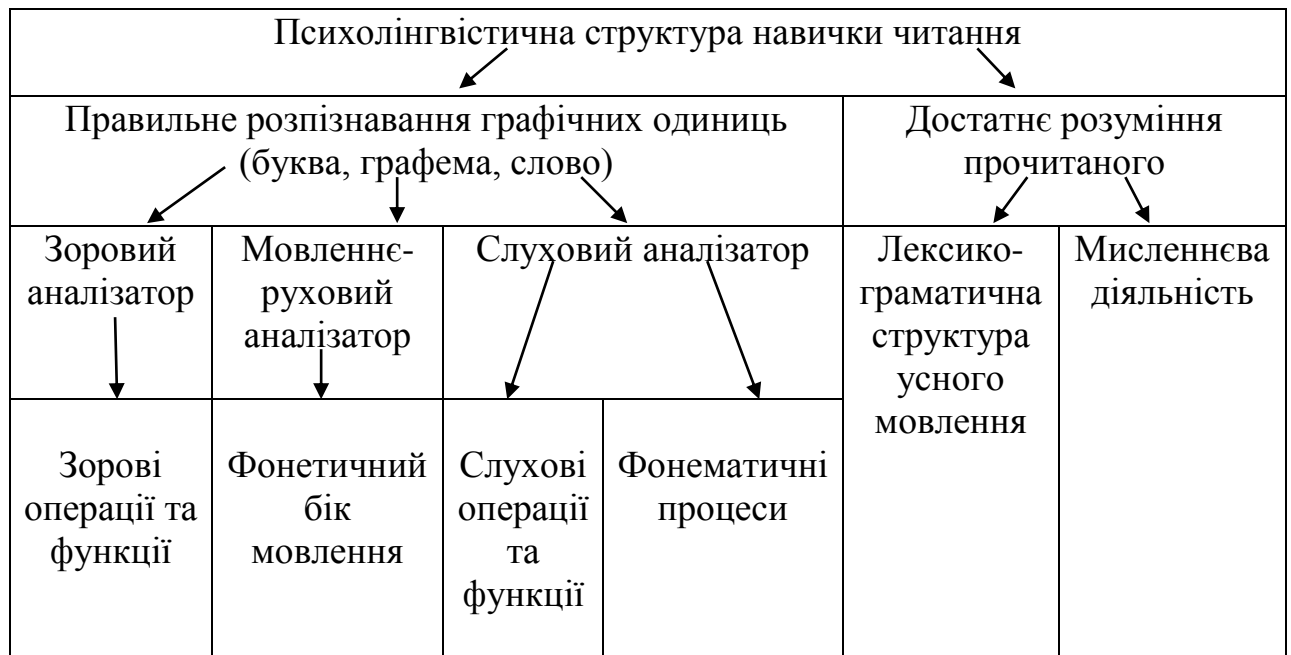 Психолінгвістична структура навички читання
Правильне розпізнавання графічних одиниць
(буква, графема, слово)
Достатнє розуміння
прочитаного
Зоровий
аналізатор
Мовленнє-
руховий
аналізатор
Слуховий аналізатор
Лексико-
граматична
структура
усного
мовлення
Мисленнєва
діяльність
Зорові
операції та
функції
Фонетичний
бік
мовлення
Слухові
операції
та
функції
Фонематичні
процеси